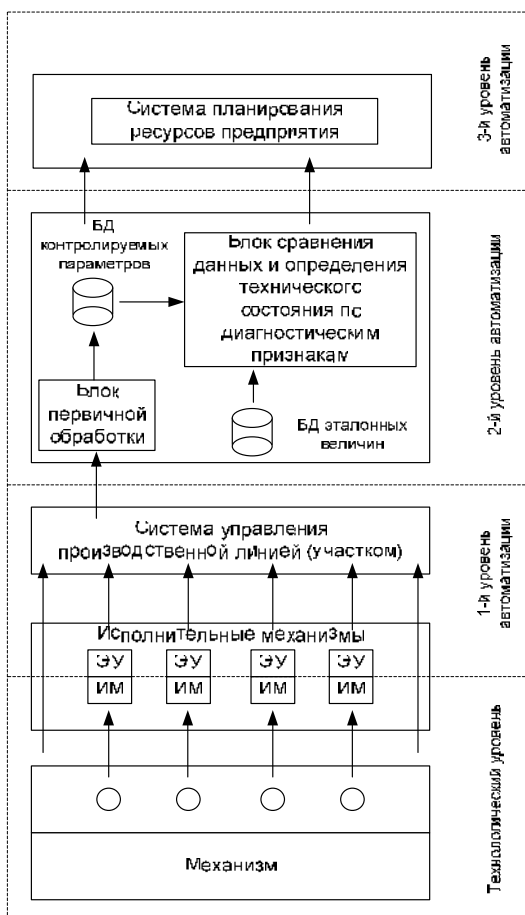 Система планирования
ресурсов предприятия
3-й уровень
автоматизации
БД
контролируемых
параметров
Блок сравнения
данных и определения
технического
состояния по
диагностическим
признакам
Блок
первичной
обработки
БД эталонных
величин
2-й уровень автоматизации
Система управления
производственной линией (участком)
1-й уровень
автоматизации
Исполнительные механизмы
ЭУ ЭУ ЭУ ЭУ
ИМ ИМ ИМ ИМ
Механизм
Технологический уровень